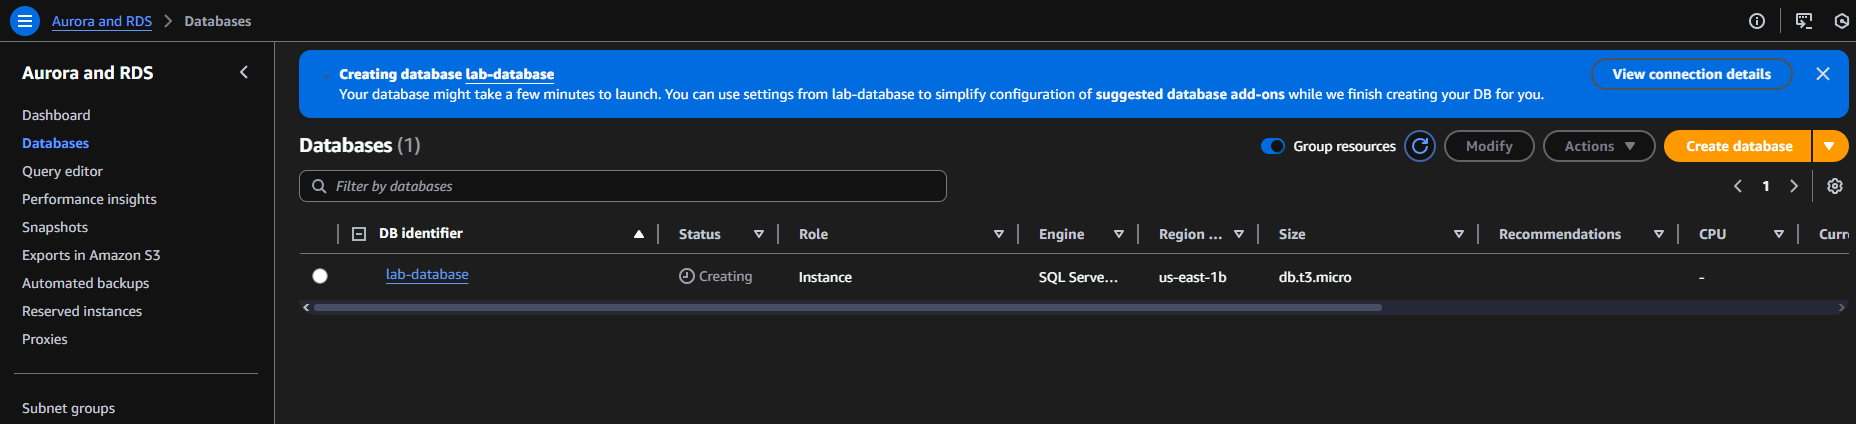 Aurora and RDS > Databases
Aurora and RDS
Dashboard
Databases
Query editor
Performance insights
Snapshots
Exports in Amazon S3
Automated backups
Reserved instances
Proxies
Subnet groups
Creating database lab-database
Your database might take a few minutes to launch. You can use settings from lab-database to simplify configuration of suggested database add-ons while we finish creating your DB for you.
View connection details
Databases (1)
Group resources
Modify
Actions
Create database
Filter by databases
1
DB identifier Status Role Engine Region ... Size Recommendations CPU Curr
lab-database Creating Instance SQL Serve... us-east-1b db.t3.micro -